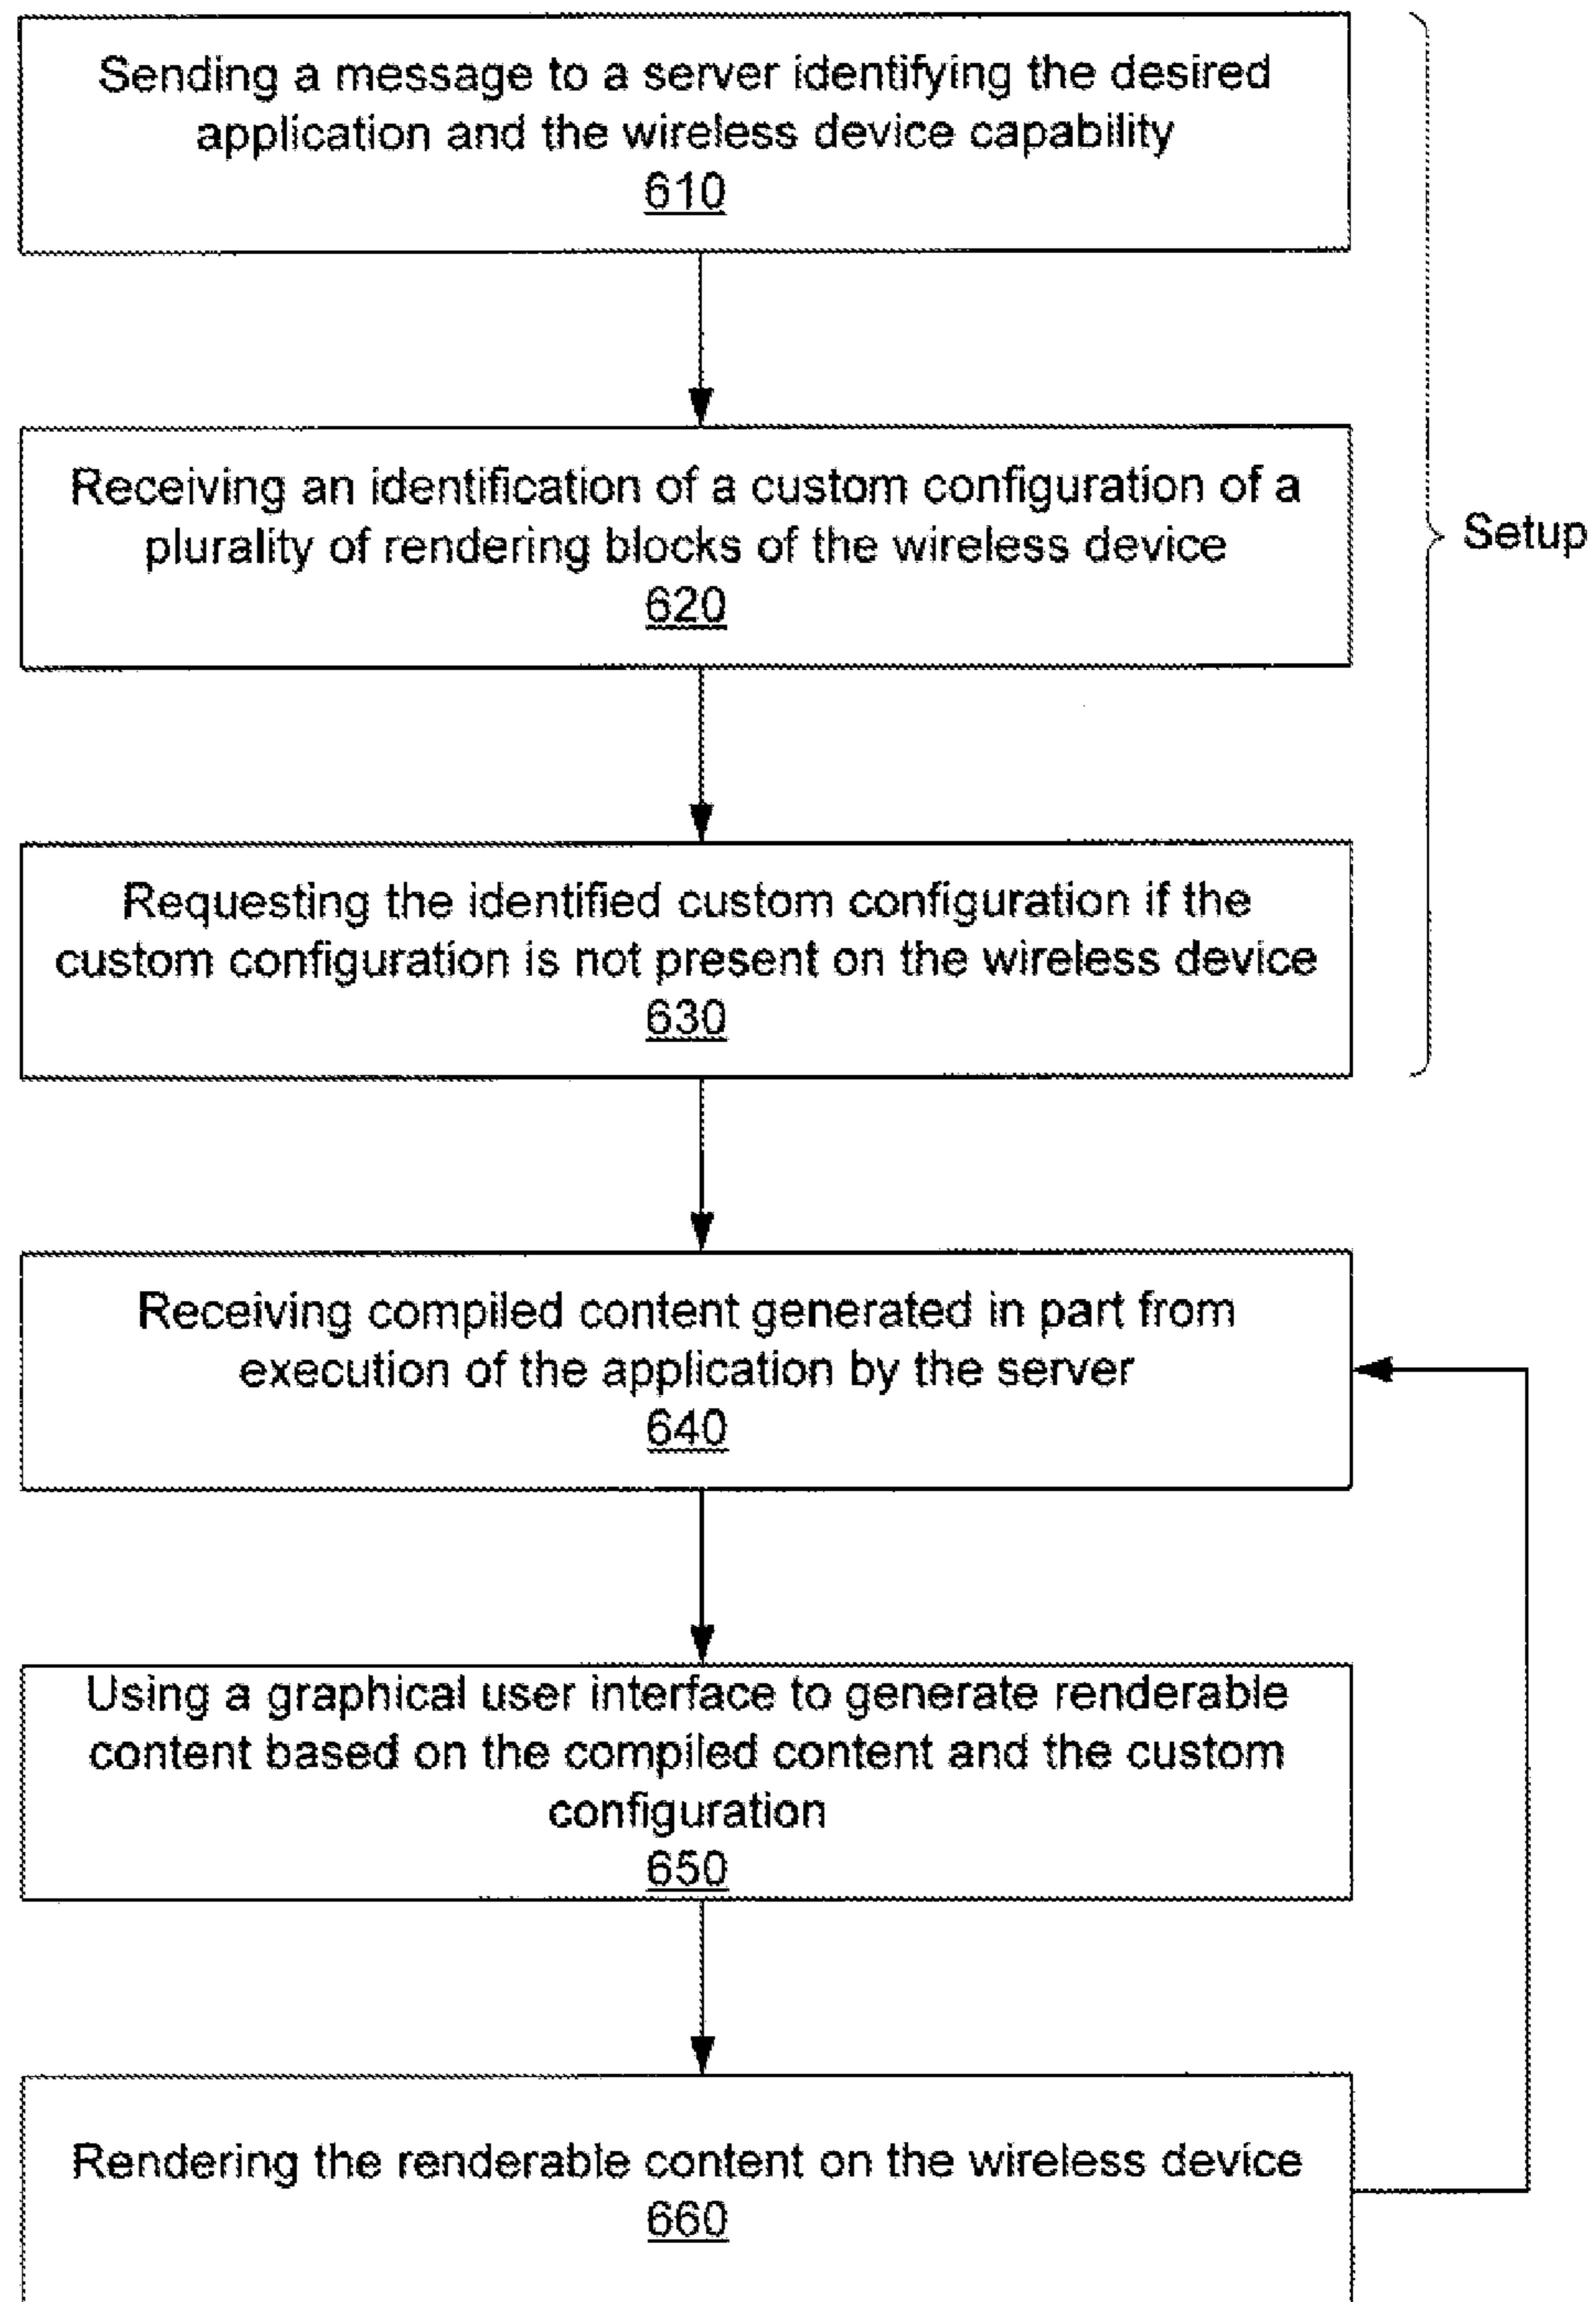 Sending a message to a server identifying the desired
application and the wireless device capability
610
Receiving an identification of a custom configuration of a
plurality of rendering blocks of the wireless device
620
Setup
Requesting the identified custom configuration if the
custom configuration is not present on the wireless device
630
Receiving compiled content generated in part from
execution of the application by the server
640
Using a graphical user interface to generate renderable
content based on the compiled content and the custom
configuration
650
Rendering the renderable content on the wireless device
660